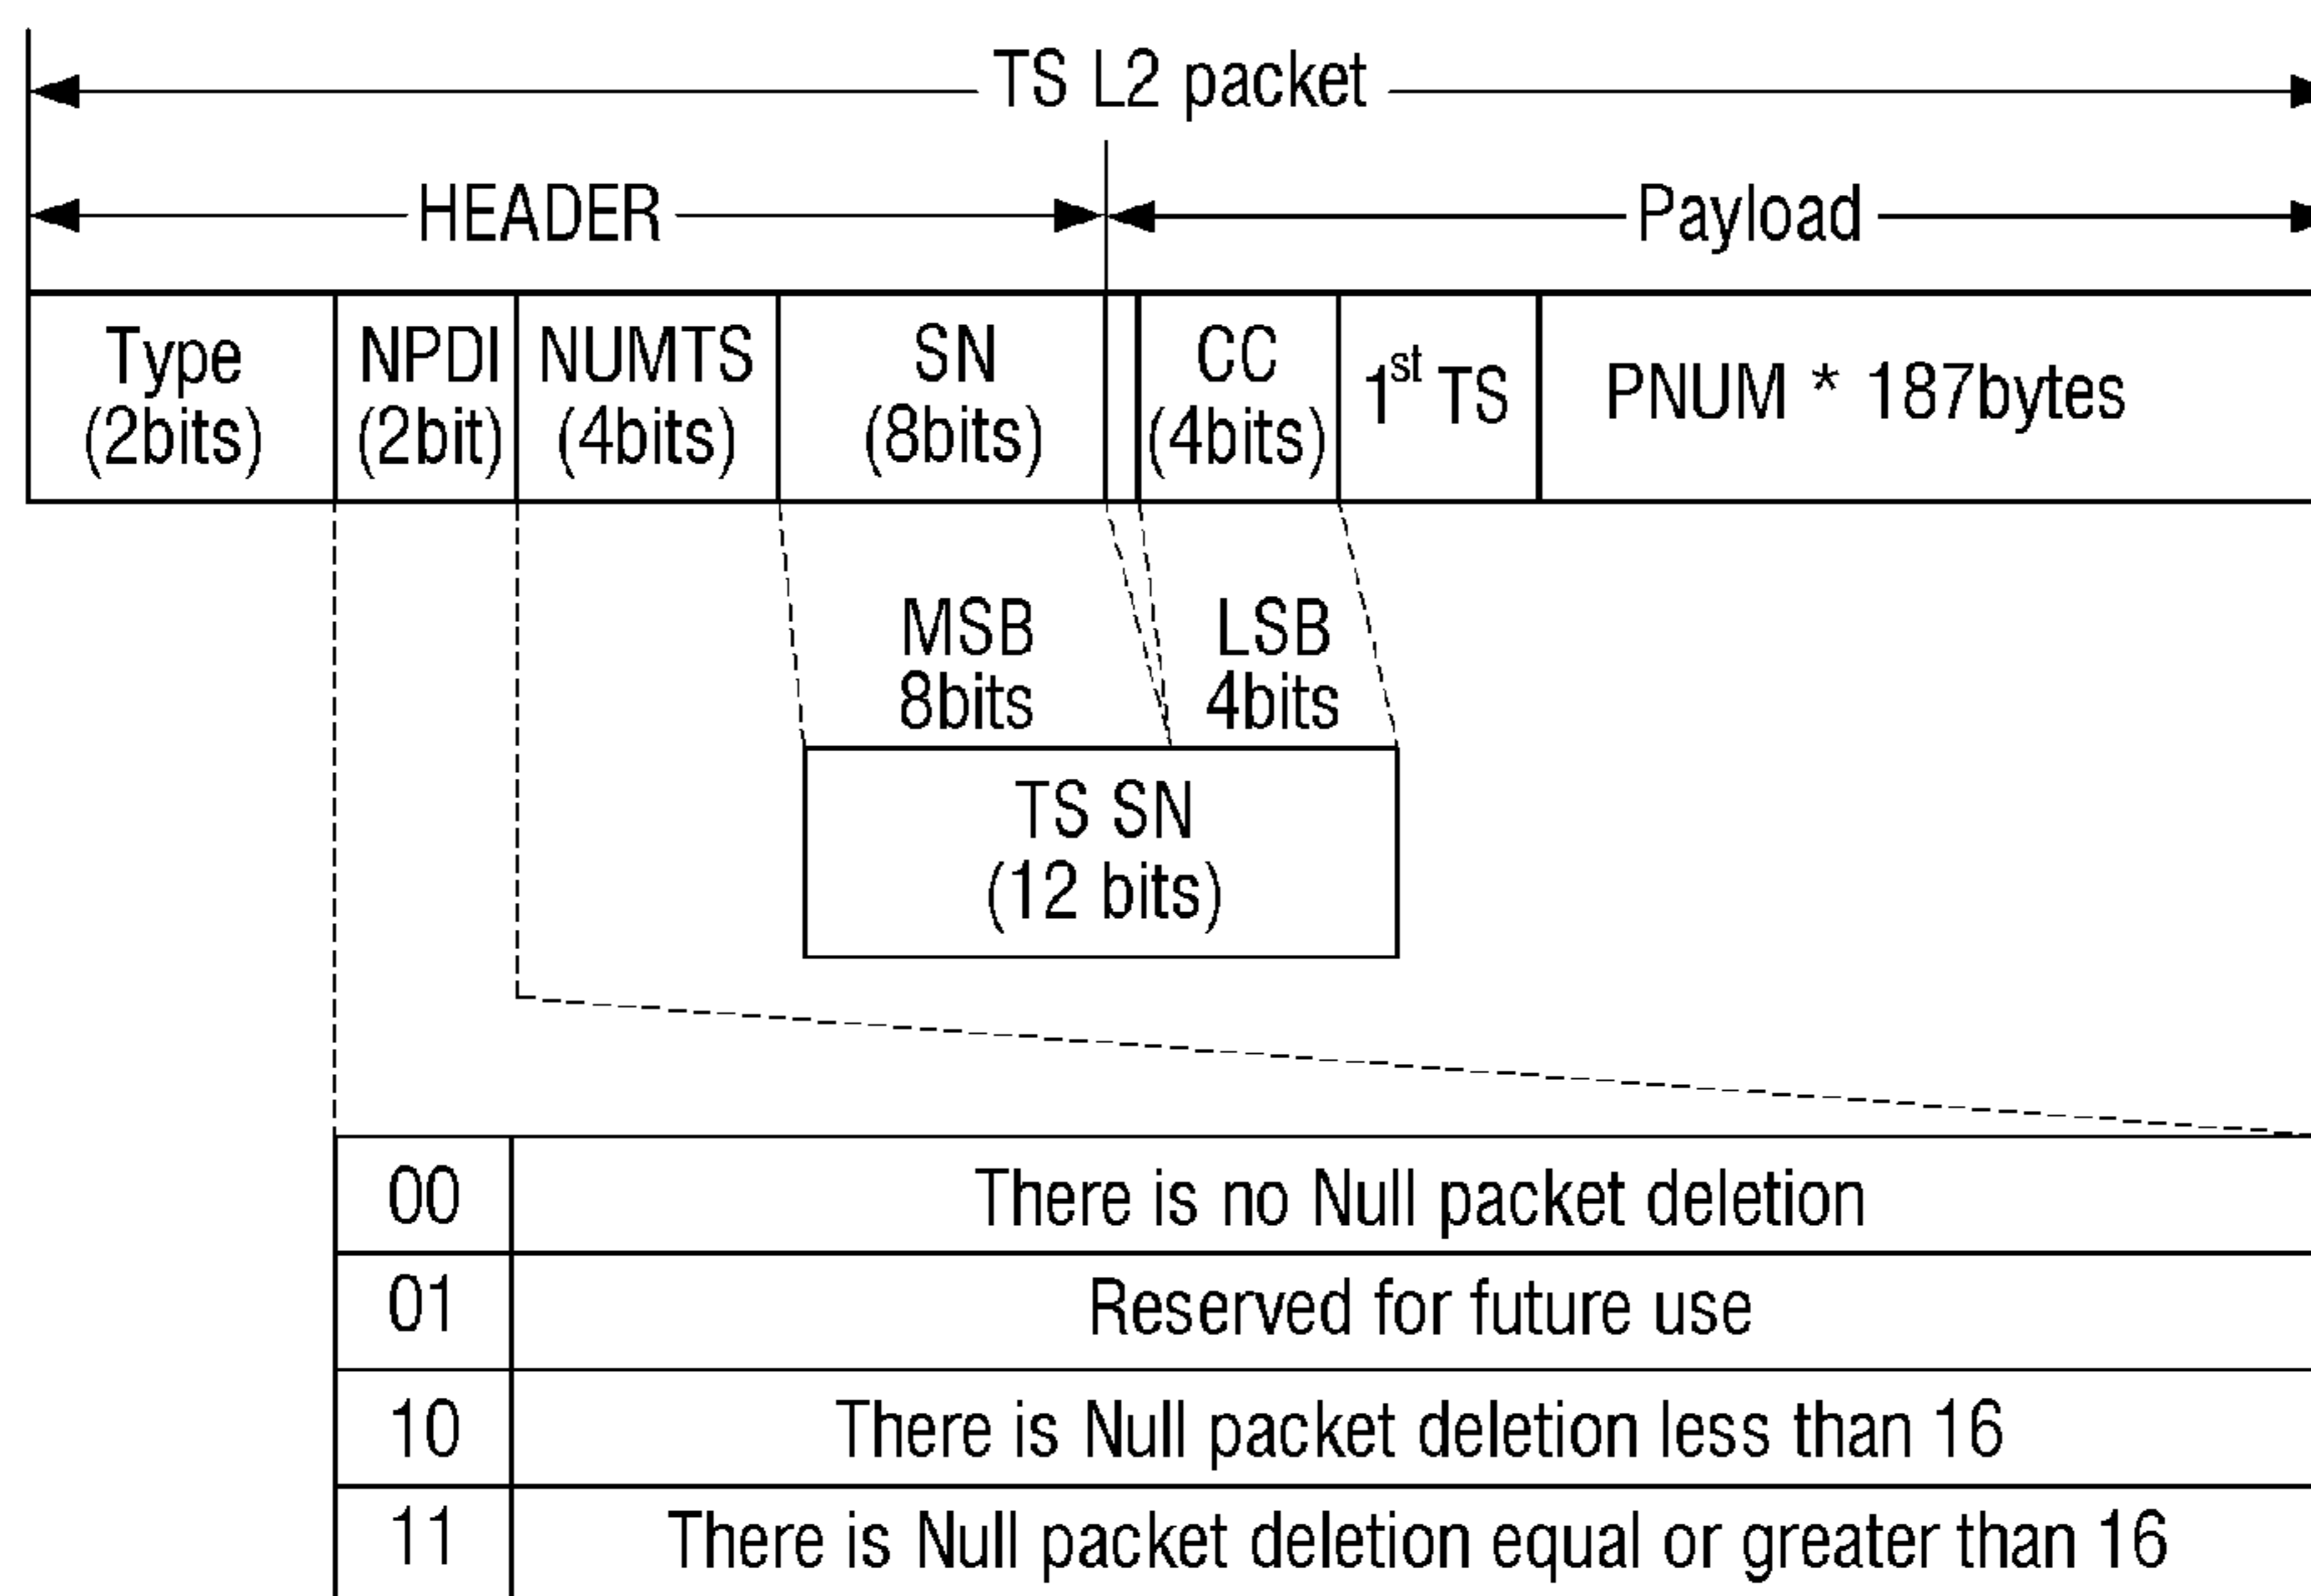 TS L2 packet
HEADER
Payload
Type
(2bits)
NPDI
(2bit)
NUMTS
(4bits)
SN
(8bits)
CC
(4bits)
1st TS
PNUM * 187bytes
MSB
8bits
LSB
4bits
TS SN
(12 bits)
00 There is no Null packet deletion
01 Reserved for future use
10 There is Null packet deletion less than 16
11 There is Null packet deletion equal or greater than 16